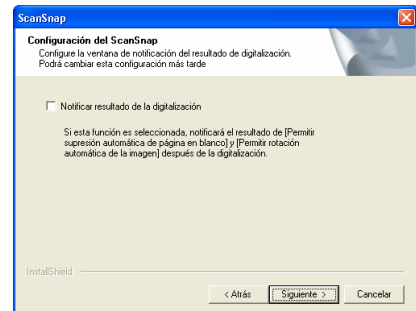 ScanSnap
Configuración del ScanSnap
Configure la ventana de notificación del resultado de digitalización.
Podrá cambiar esta configuración más tarde
Notificar resultado de la digitalización
Si esta función es seleccionada, notificará el resultado de [Permitir
supresión automática de página en blanco] y [Permitir rotación
automática de la imagen] después de la digitalización.
InstallShield
< Atrás
Siguiente >
Cancelar